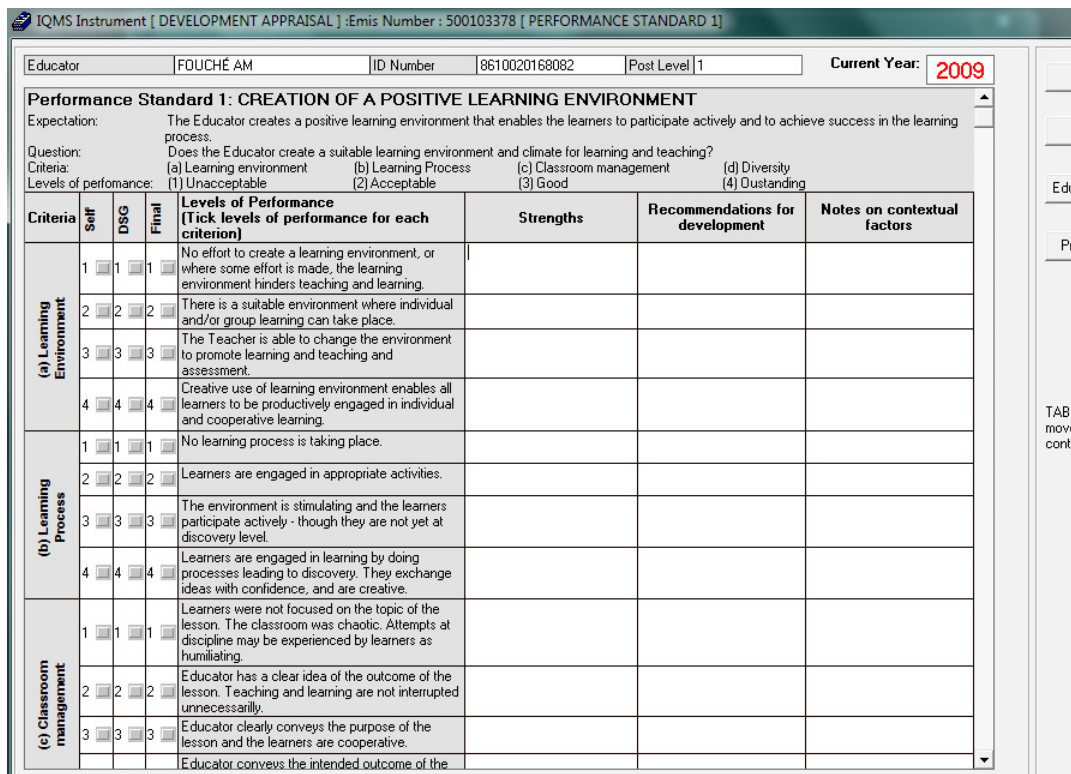 IQMS Instrument [ DEVELOPMENT APPRAISAL ] :Emis Number : 500103378 [ PERFORMANCE STANDARD 1]
Educator FOUCHÉ AM ID Number 8610020168082 Post Level 1 Current Year: 2009
Performance Standard 1: CREATION OF A POSITIVE LEARNING ENVIRONMENT
Expectation: The Educator creates a positive learning environment that enables the learners to participate actively and to achieve success in the learning
process.
Question: Does the Educator create a suitable learning environment and climate for learning and teaching?
Criteria: (a) Learning environment (b) Learning Process (c) Classroom management (d) Diversity
Levels of perfomance: (1) Unacceptable (2) Acceptable (3) Good (4) Oustanding
Criteria Self DSG Final
Levels of Performance
(Tick levels of performance for each
criterion)
Strengths
Recommendations for
development
Notes on contextual
factors
(a) Learning
Environment
1 1 1
No effort to create a learning environment, or
where some effort is made, the learning
environment hinders teaching and learning.
2 2 2
There is a suitable environment where individual
and/or group learning can take place.
3 3 3
The Teacher is able to change the environment
to promote learning and teaching and
assessment.
4 4 4
Creative use of learning environment enables all
learners to be productively engaged in individual
and cooperative learning.
(b) Learning
Process
1 1 1
No learning process is taking place.
2 2 2
Learners are engaged in appropriate activities.
3 3 3
The environment is stimulating and the learners
participate actively - though they are not yet at
discovery level.
4 4 4
Learners are engaged in learning by doing
processes leading to discovery. They exchange
ideas with confidence, and are creative.
(c) Classroom
management
1 1 1
Learners were not focused on the topic of the
lesson. The classroom was chaotic. Attempts at
discipline may be experienced by learners as
humiliating.
2 2 2
Educator has a clear idea of the outcome of the
lesson. Teaching and learning are not interrupted
unnecessarilly.
3 3 3
Educator clearly conveys the purpose of the
lesson and the learners are cooperative.
Educator conveys the intended outcome of the
Edu
Pr
TAB
move
cont